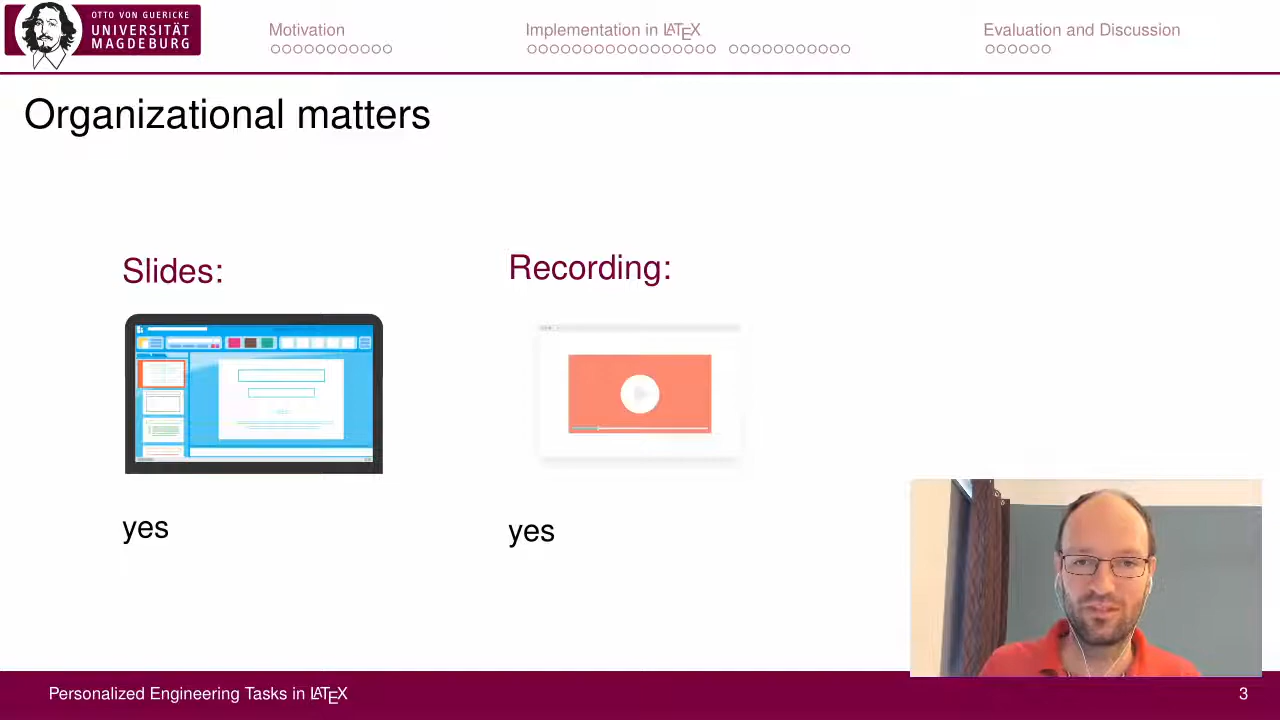 OTTO VON GUERICKE
UNIVERSITÄT
MAGDEBURG
Motivation
Implementation in LATEX
Evaluation and Discussion
Organizational matters
Slides:
Recording:
yes
yes
Personalized Engineering Tasks in LATEX
3